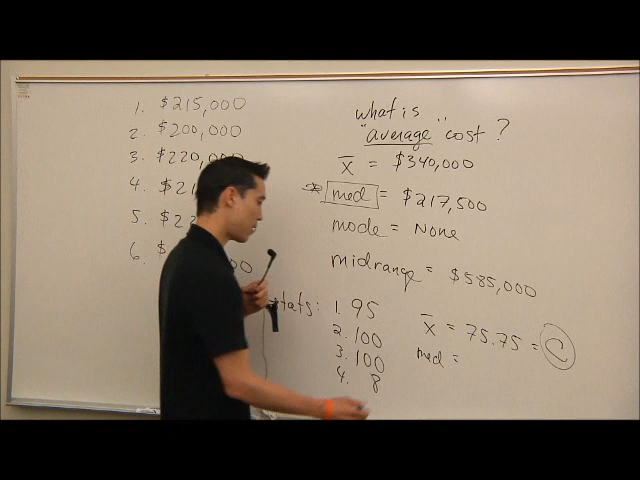 1. $215,000
2. $200,000
3. $220,000
4. $21
5. $22
6. $ 00
what is
"average" cost?
x̄ = $340,000
* med = $217,500
mode = None
midrange = $585,000
stats: 1. 95
2. 100
3. 100
4. 8
x̄ = 75.75 = C
med =